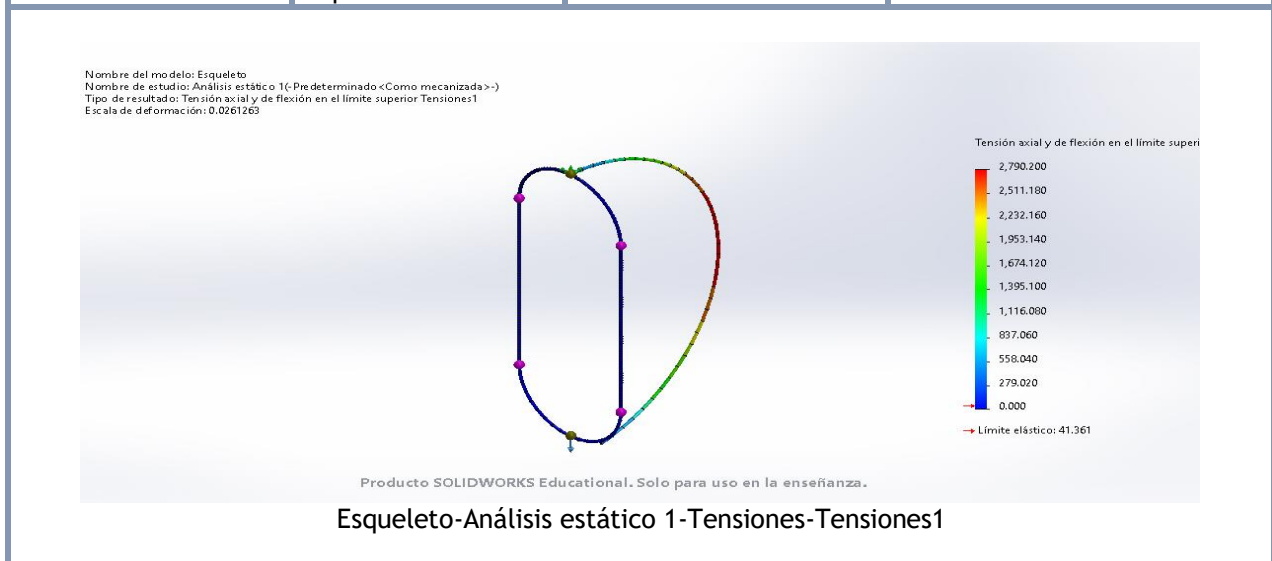 Nombre del modelo: Esqueleto
Nombre de estudio: Análisis estático 1(-Predeterminado<Como mecanizada>-)
Tipo de resultado: Tensión axial y de flexión en el límite superior Tensiones1
Escala de deformación: 0.0261263
Tensión axial y de flexión en el límite superi
2,790.200
2,511.180
2,232.160
1,953.140
1,674.120
1,395.100
1,116.080
837.060
558.040
279.020
0.000
Límite elástico: 41.361
Producto SOLIDWORKS Educational. Solo para uso en la enseñanza.
Esqueleto-Análisis estático 1-Tensiones-Tensiones1